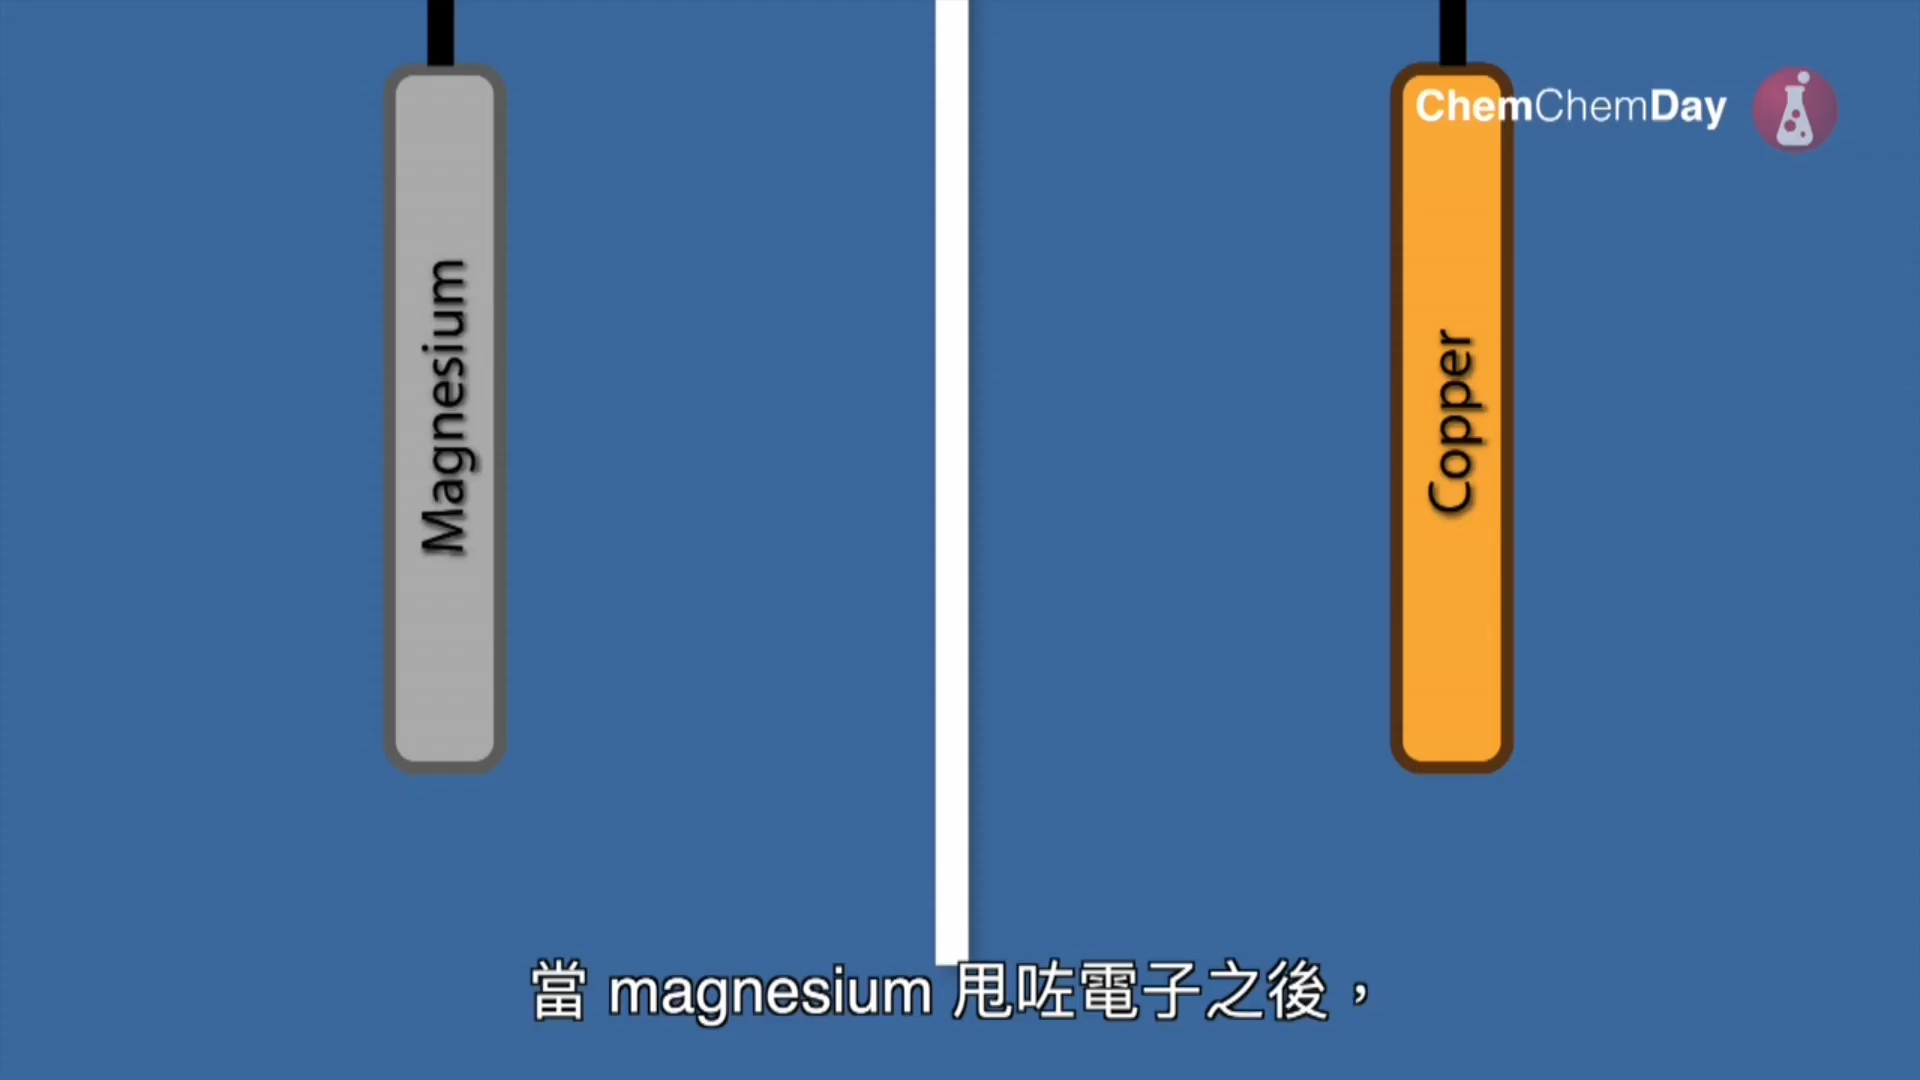 ChemChemDay
Magnesium
Copper
當 magnesium 甩咗電子之後，